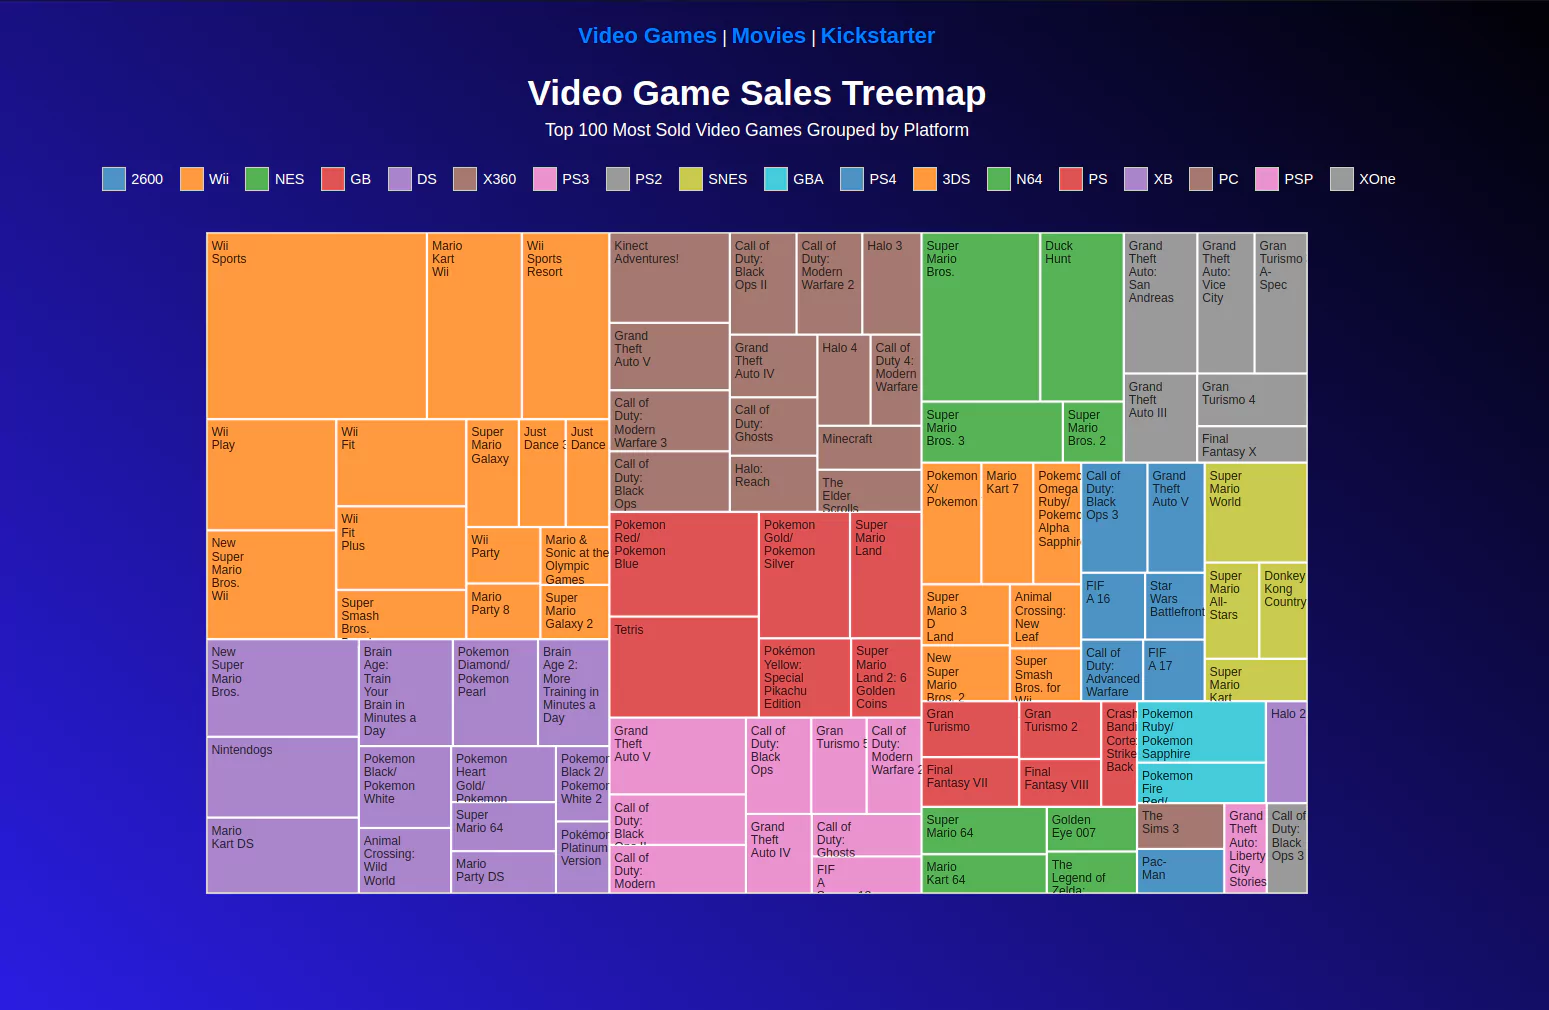 Video Games | Movies | Kickstarter
Video Game Sales Treemap
Top 100 Most Sold Video Games Grouped by Platform
2600 Wii NES GB DS X360 PS3 PS2 SNES GBA PS4 3DS N64 PS XB PC PSP XOne
Wii
Sports
Mario
Kart
Wii
Wii
Sports
Resort
Wii
Play
New
Super
Mario
Bros.
Wii
Wii
Fit
Wii
Fit
Plus
Super
Smash
Bros.
Super
Mario
Galaxy
Just
Dance 3
Just
Dance
Wii
Party
Mario
Party 8
Mario &
Sonic at the
Olympic
Games
Super
Mario
Galaxy 2
New
Super
Mario
Bros.
Nintendogs
Mario
Kart DS
Brain
Age:
Train
Your
Brain in
Minutes a
Day
Pokemon
Diamond/
Pokemon
Pearl
Brain
Age 2:
More
Training in
Minutes a
Day
Pokemon
Black/
Pokemon
White
Animal
Crossing:
Wild
World
Pokemon
Heart
Gold/
Pokemon
Super
Mario 64
Mario
Party DS
Pokemon
Black 2/
Pokemon
White 2
Pokémon
Platinum
Version
Kinect
Adventures!
Grand
Theft
Auto V
Call of
Duty:
Modern
Warfare 3
Call of
Duty:
Black
Ops
Call of
Duty:
Black
Ops II
Call of
Duty:
Modern
Warfare 2
Halo 3
Grand
Theft
Auto IV
Call of
Duty:
Ghosts
Halo:
Reach
Halo 4
Call of
Duty 4:
Modern
Warfare
Minecraft
The
Elder
Scrolls
Pokemon
Red/
Pokemon
Blue
Tetris
Pokemon
Gold/
Pokemon
Silver
Super
Mario
Land
Pokémon
Yellow:
Special
Pikachu
Edition
Super
Mario
Land 2: 6
Golden
Coins
Grand
Theft
Auto V
Call of
Duty:
Black
Call of
Duty:
Modern
Call of
Duty:
Black
Ops
Gran
Turismo 5
Call of
Duty:
Modern
Warfare 2
Grand
Theft
Auto IV
Call of
Duty:
Ghosts
FIF
A
Super
Mario
Bros.
Duck
Hunt
Super
Mario
Bros. 3
Super
Mario
Bros. 2
Grand
Theft
Auto:
San
Andreas
Grand
Theft
Auto:
Vice
City
Gran
Turismo
A-
Spec
Grand
Theft
Auto III
Gran
Turismo 4
Final
Fantasy X
Pokemon
X/
Pokemon
Mario
Kart 7
Pokemo
Omega
Ruby/
Pokemo
Alpha
Sapphir
Super
Mario 3
D
Land
New
Super
Mario
Bros. 2
Animal
Crossing:
New
Leaf
Super
Smash
Bros. for
Wii
Call of
Duty:
Black
Ops 3
Grand
Theft
Auto V
FIF
A 16
Star
Wars
Battlefront
Call of
Duty:
Advanced
Warfare
FIF
A 17
Super
Mario
World
Super
Mario
All-
Stars
Donkey
Kong
Country
Super
Mario
Kart
Gran
Turismo
Final
Fantasy VII
Gran
Turismo 2
Final
Fantasy VIII
Crash
Bandi
Corte
Strike
Back
Pokemon
Ruby/
Pokemon
Sapphire
Pokemon
Fire
Red/
Halo 2
Super
Mario 64
Mario
Kart 64
Golden
Eye 007
The
Legend of
Zelda:
The
Sims 3
Pac-
Man
Grand
Theft
Auto:
Liberty
City
Stories
Call of
Duty:
Black
Ops 3